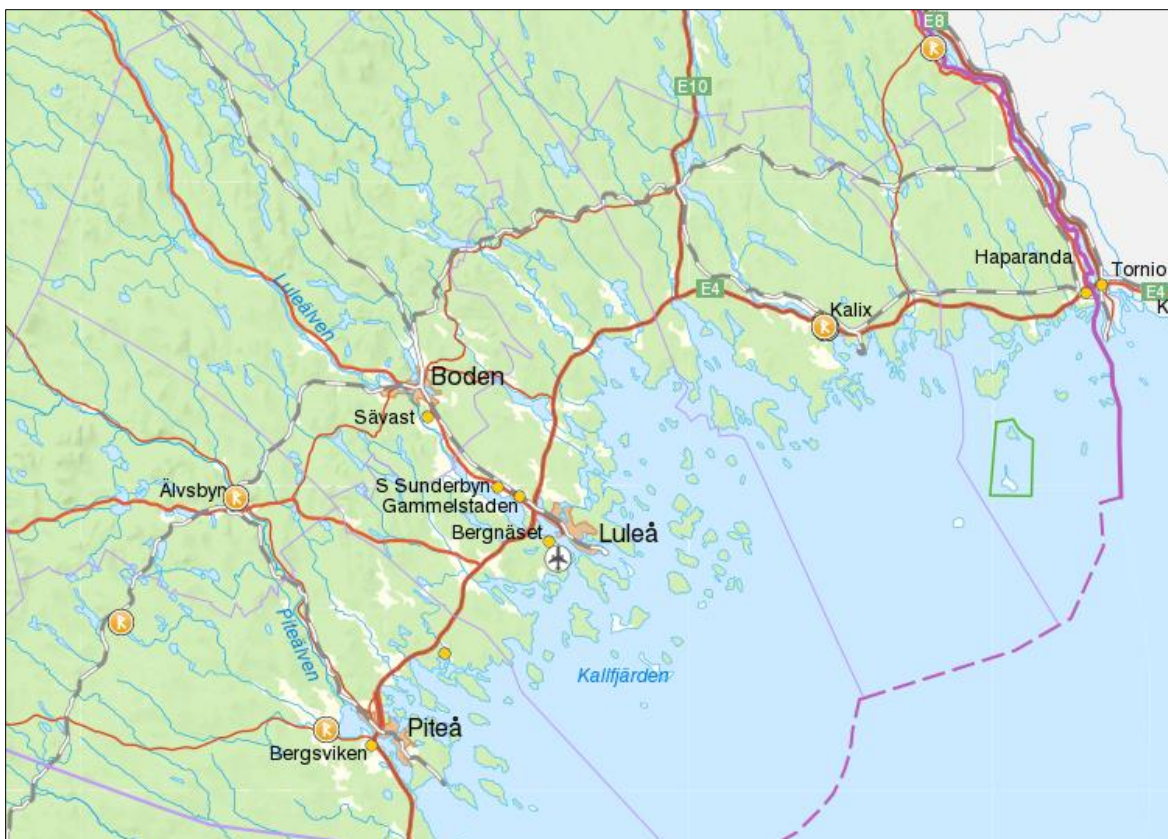 E8
E10
Haparanda
Tornio
E4
K
E4
Kalix
Luleälven
Boden
Sävast
S Sunderbyn
Gammelstaden
Älvsbyn
Bergnäset
Luleå
Piteälven
Kallfjärden
Piteå
Bergsviken